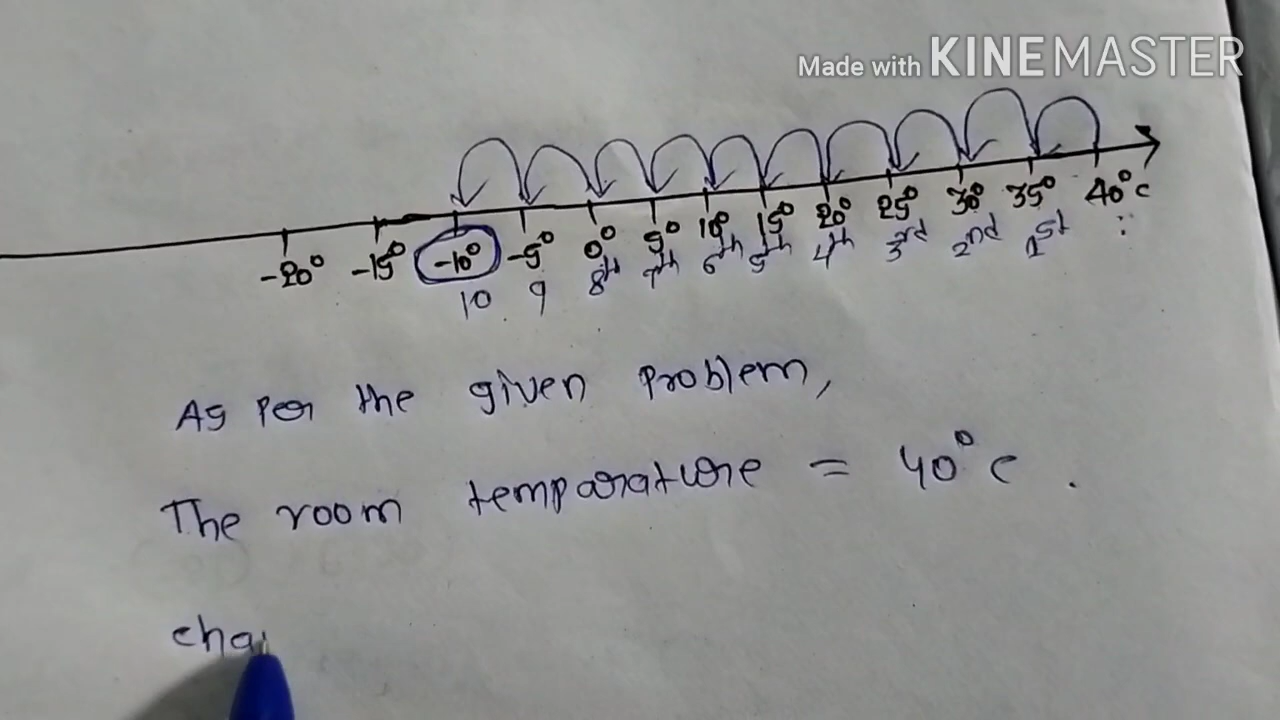 Made with KINEMASTER
-20° -15° -10° -5° 0° 5° 10° 15° 20° 25° 30° 35° 40°c
10 9 8th 7th 6th 5th 4th 3rd 2nd 1st
As per the given problem,
The room temparature = 40°c.
cha